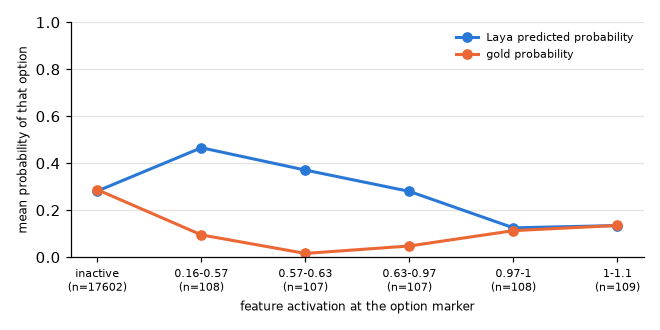 1.0
0.8
0.6
0.4
0.2
0.0
mean probability of that option
Laya predicted probability
gold probability
inactive
(n=17602)
0.16-0.57
(n=108)
0.57-0.63
(n=107)
0.63-0.97
(n=107)
0.97-1
(n=108)
1-1.1
(n=109)
feature activation at the option marker